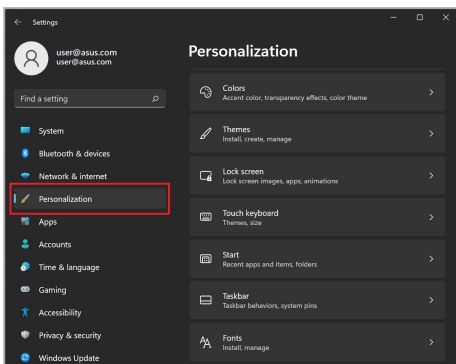 Settings
user@asus.com
user@asus.com
Find a setting
System
Bluetooth & devices
Network & internet
Personalization
Apps
Accounts
Time & language
Gaming
Accessibility
Privacy & security
Windows Update
Personalization
Colors
Accent color, transparency effects, color theme
Themes
Install, create, manage
Lock screen
Lock screen images, apps, animations
Touch keyboard
Themes, size
Start
Recent apps and items, folders
Taskbar
Taskbar behaviors, system pins
Fonts
Install, manage